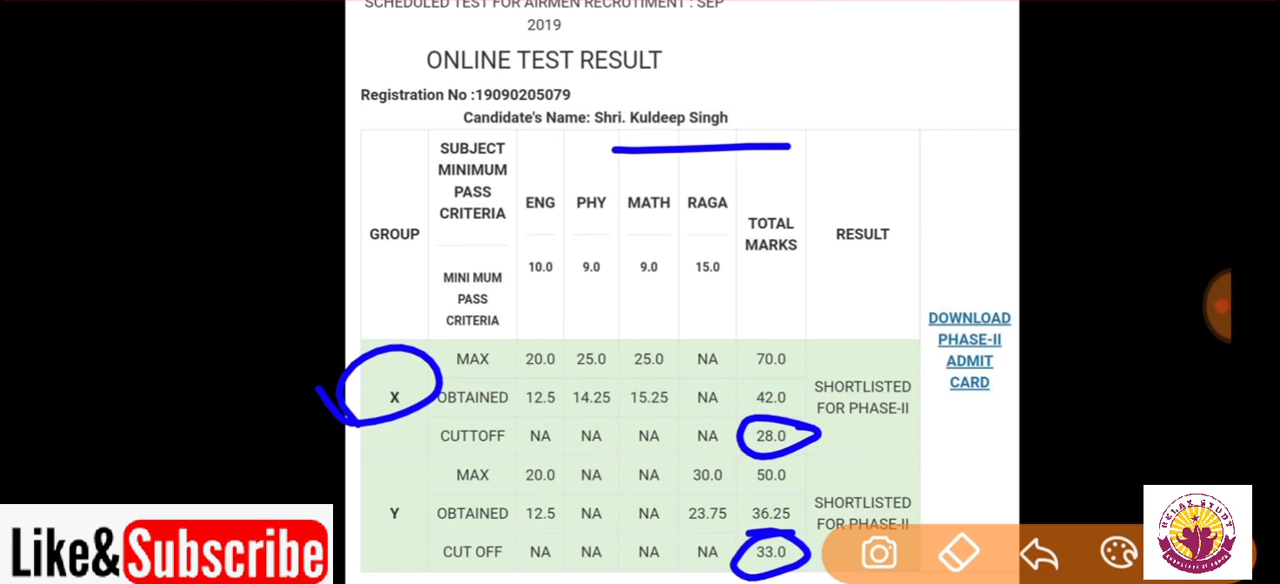 SCHEDULED TEST FOR AIRMEN RECRUTIMENT : SEP
2019
ONLINE TEST RESULT
Registration No :19090205079
Candidate's Name: Shri. Kuldeep Singh
GROUP
SUBJECT
MINIMUM
PASS
CRITERIA
MINI MUM
PASS
CRITERIA
ENG
10.0
PHY
9.0
MATH
9.0
RAGA
15.0
TOTAL
MARKS
RESULT
X
MAX 20.0 25.0 25.0 NA 70.0
OBTAINED 12.5 14.25 15.25 NA 42.0
CUTTOFF NA NA NA NA 28.0
SHORTLISTED
FOR PHASE-II
Y
MAX 20.0 NA NA 30.0 50.0
OBTAINED 12.5 NA NA 23.75 36.25
CUT OFF NA NA NA NA 33.0
SHORTLISTED
FOR PHASE-II
DOWNLOAD
PHASE-II
ADMIT
CARD
Like& Subscribe
RELAX STUDY